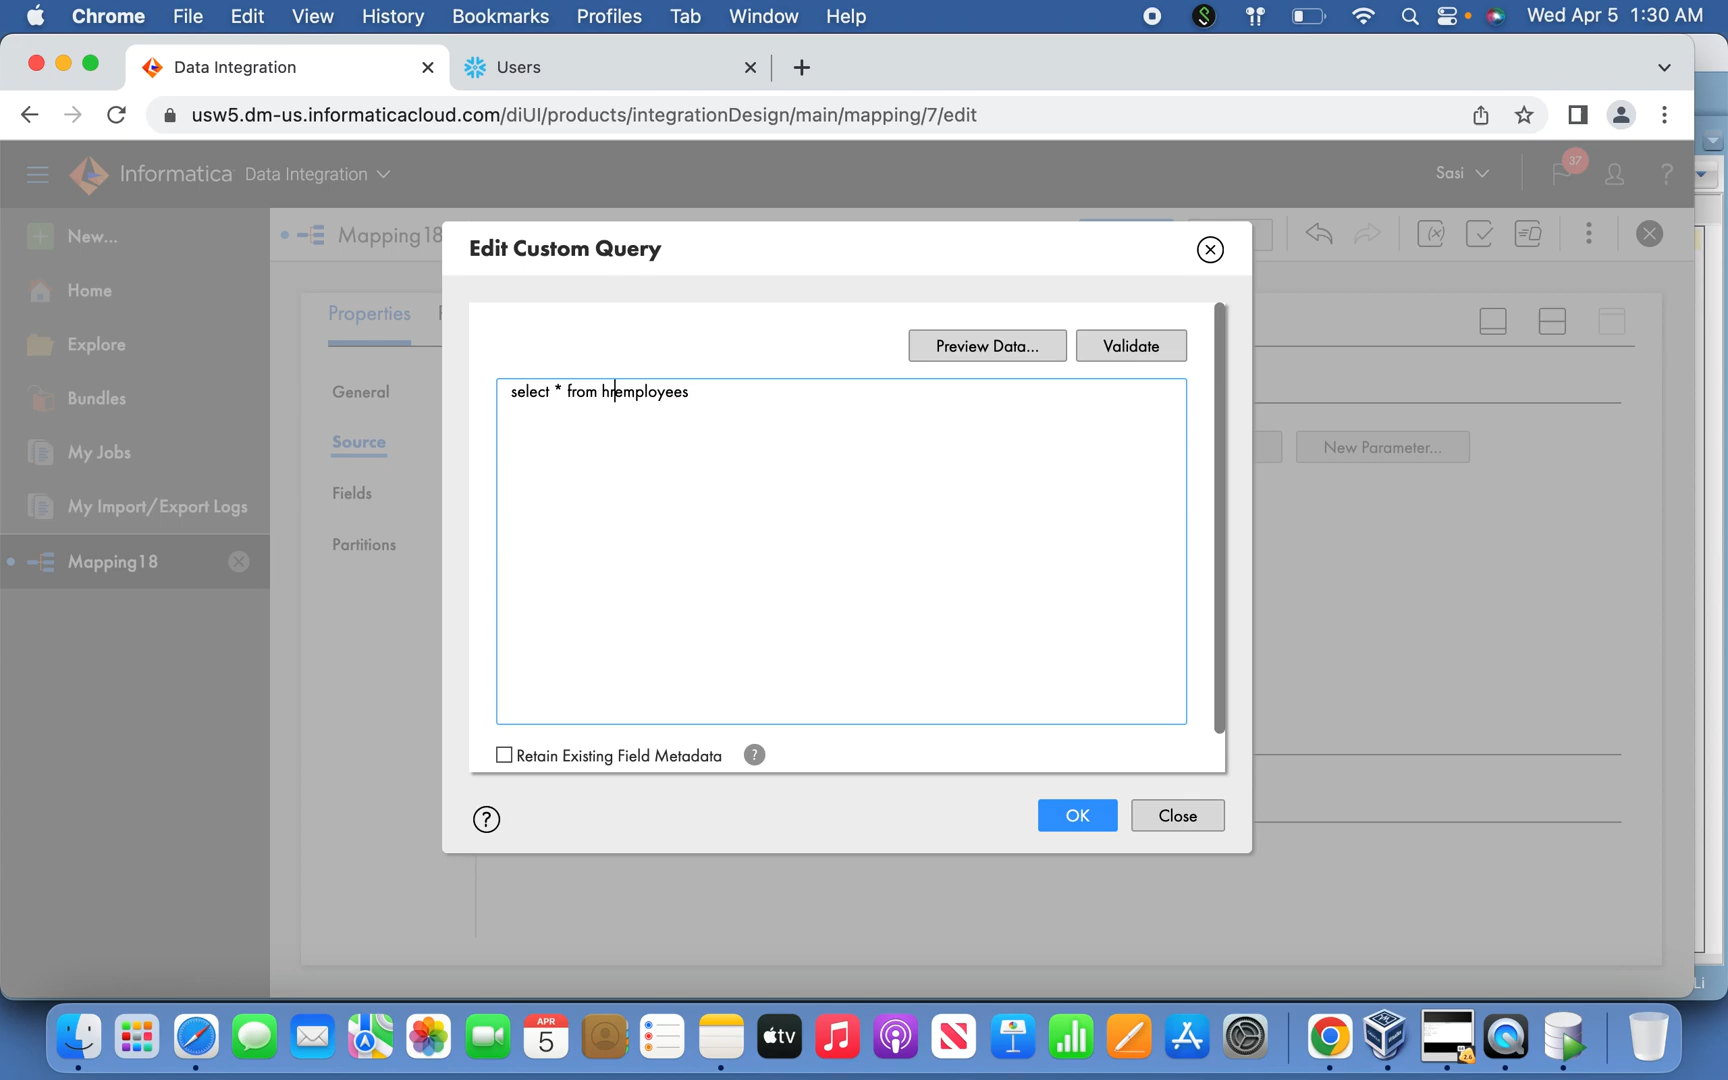 Chrome File Edit View History Bookmarks Profiles Tab Window Help Wed Apr 5 1:30 AM
Data Integration Users
usw5.dm-us.informaticacloud.com/diUI/products/integrationDesign/main/mapping/7/edit
Informatica Data Integration Sasi 37 ?
New...
Mapping18
Edit Custom Query
Home
Properties
Explore
Preview Data... Validate
General
select * from hremployees
Bundles
Source
New Parameter...
My Jobs
Fields
My Import/Export Logs
Partitions
Mapping18
Retain Existing Field Metadata ?
? OK Close
Li
APR
5
tv